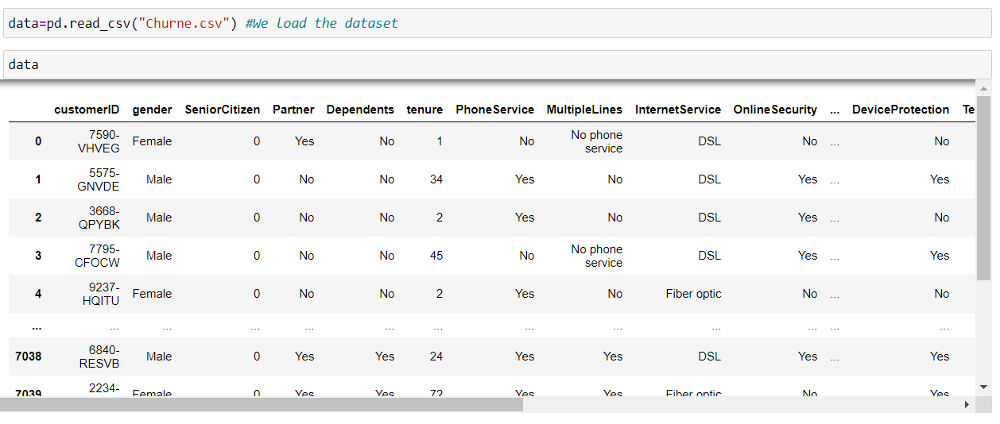 data=pd.read_csv("Churne.csv") #We load the dataset
data
customerID gender SeniorCitizen Partner Dependents tenure PhoneService MultipleLines InternetService OnlineSecurity ... DeviceProtection Te
0 7590-VHVEG Female 0 Yes No 1 No No phone service DSL No ... No
1 5575-GNVDE Male 0 No No 34 Yes No DSL Yes ... Yes
2 3668-QPYBK Male 0 No No 2 Yes No DSL Yes ... No
3 7795-CFOCW Male 0 No No 45 No No phone service DSL Yes ... Yes
4 9237-HQITU Female 0 No No 2 Yes No Fiber optic No ... No
... ... ... ... ... ... ... ... ... ... ... ... ...
7038 6840-RESVB Male 0 Yes Yes 24 Yes Yes DSL Yes ... Yes
7039 2234- Female 0 Yes Yes 72 Yes Yes Fiber optic No Yes